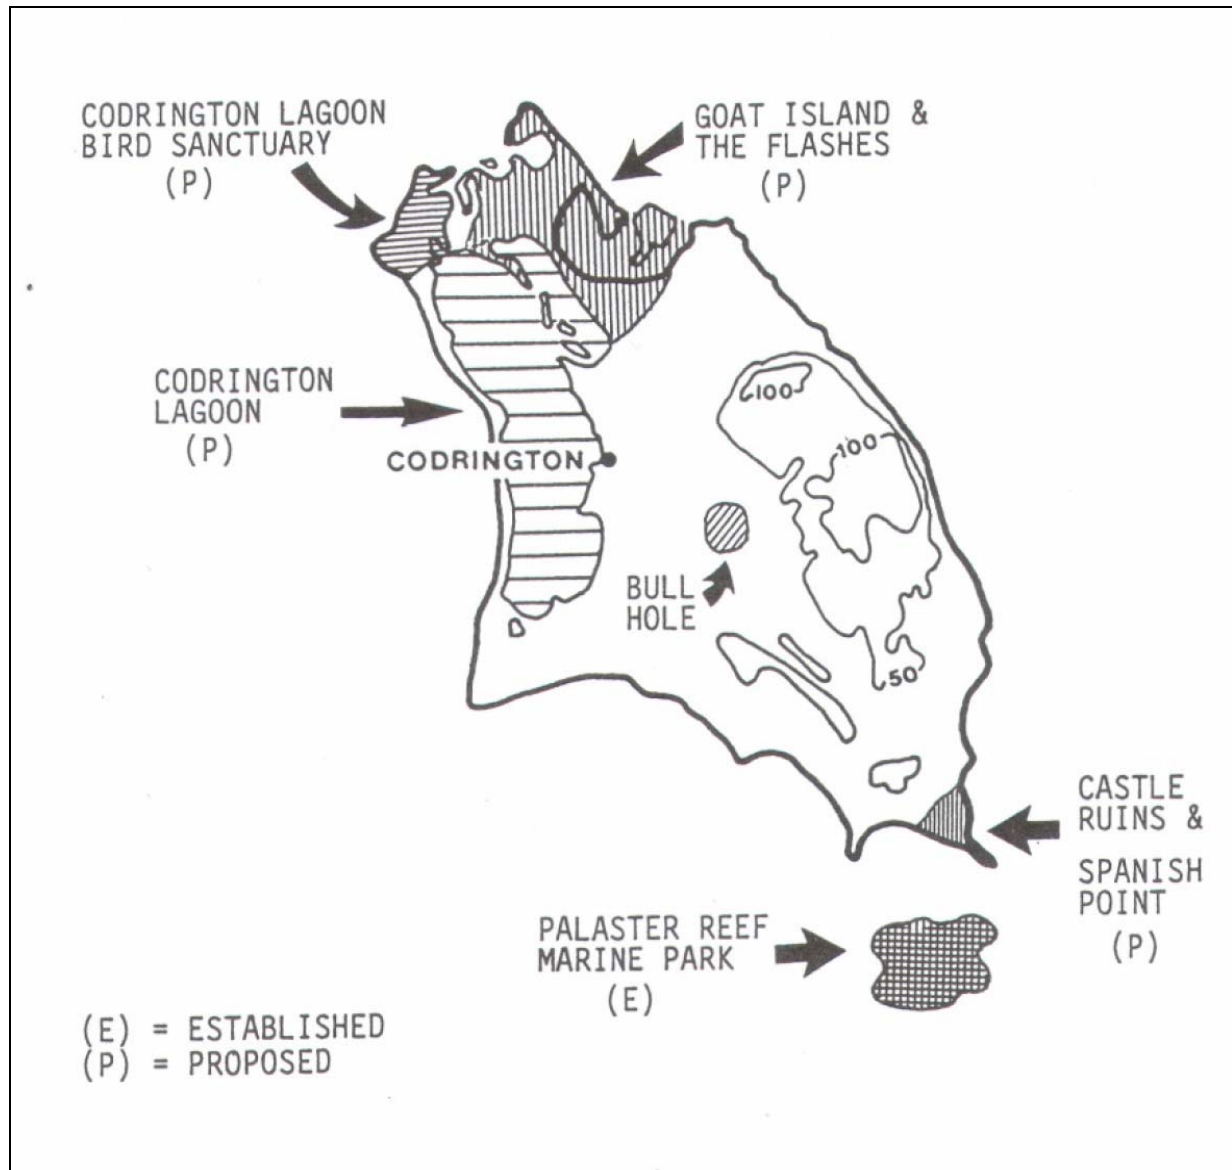 CODRINGTON LAGOON
BIRD SANCTUARY
(P)
GOAT ISLAND &
THE FLASHES
(P)
CODRINGTON
LAGOON
(P)
CODRINGTON
100
100
BULL
HOLE
50
CASTLE
RUINS &
SPANISH
POINT
(P)
PALASTER REEF
MARINE PARK
(E)
(E) = ESTABLISHED
(P) = PROPOSED